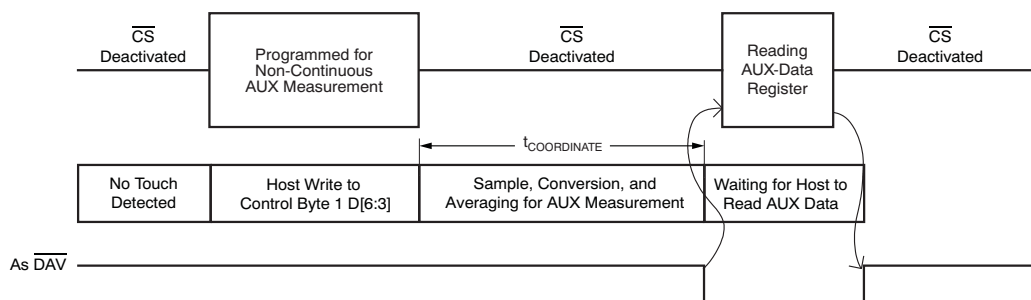 CS
Deactivated
Programmed for
Non-Continuous
AUX Measurement
CS
Deactivated
Reading
AUX-Data
Register
CS
Deactivated
tCOORDINATE
No Touch
Detected
Host Write to
Control Byte 1 D[6:3]
Sample, Conversion, and
Averaging for AUX Measurement
Waiting for Host to
Read AUX Data
As DAV